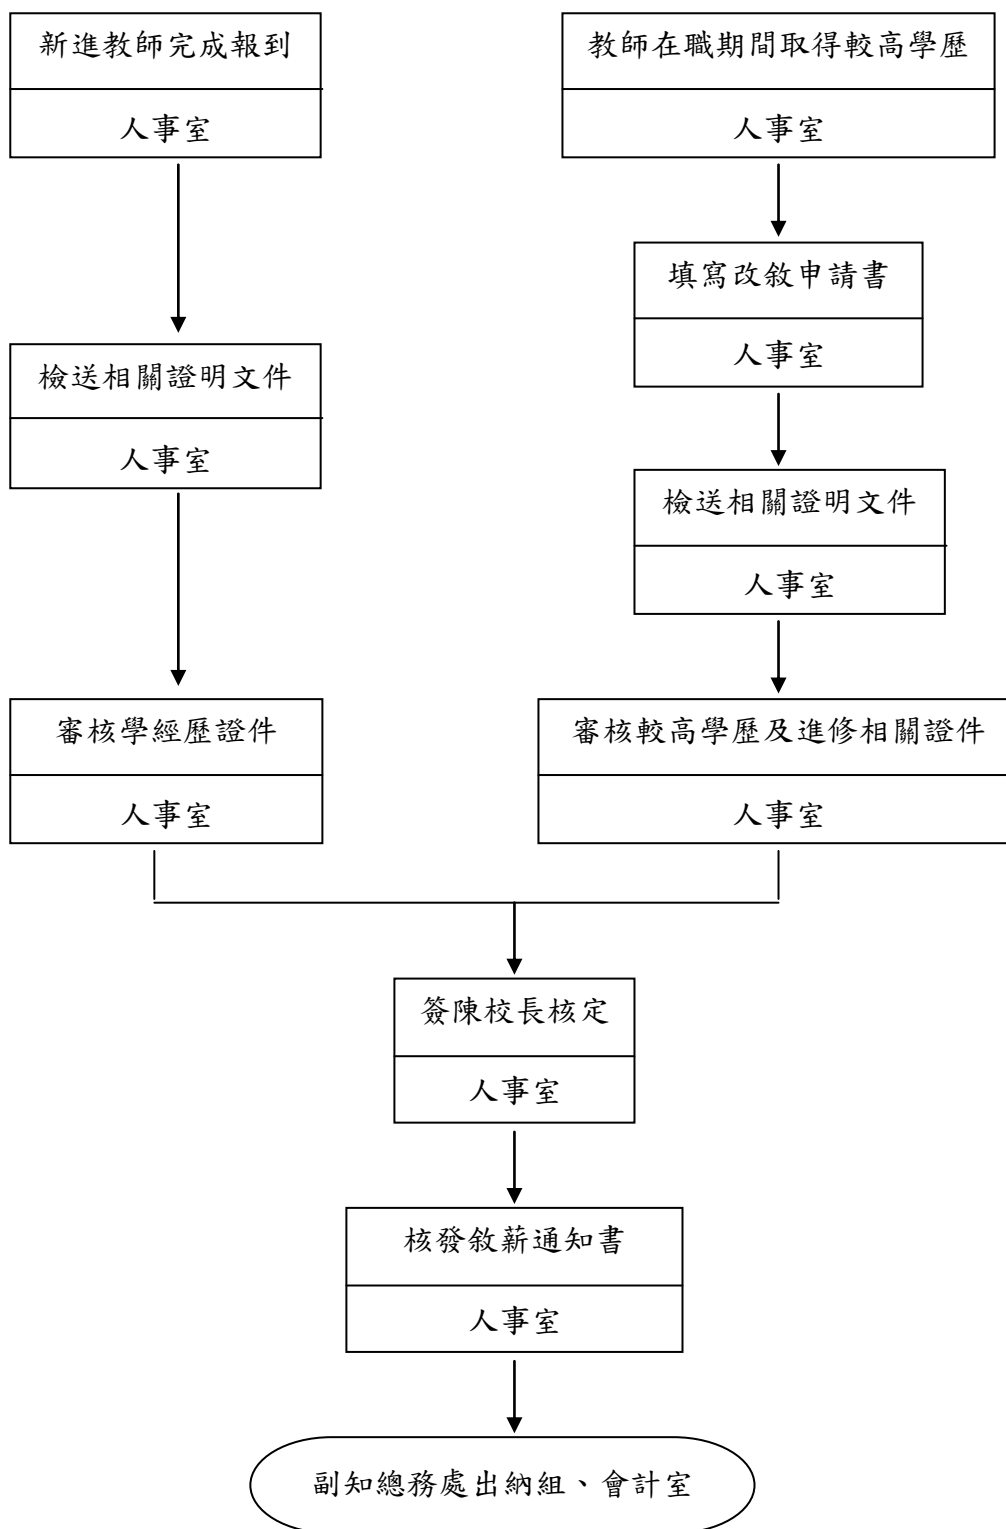 新進教師完成報到
人事室
檢送相關證明文件
人事室
審核學經歷證件
人事室
教師在職期間取得較高學歷
人事室
填寫改敘申請書
人事室
檢送相關證明文件
人事室
審核較高學歷及進修相關證件
人事室
簽陳校長核定
人事室
核發敘薪通知書
人事室
副知總務處出納組、會計室